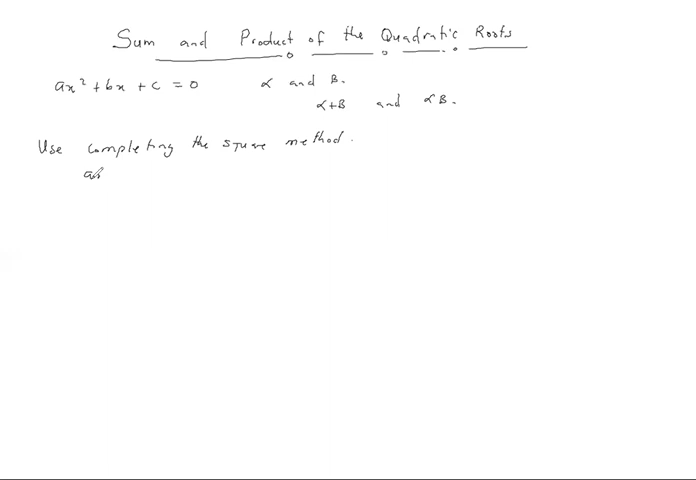 Sum and Product of the Quadratic Roots
ax² + bx + c = 0 α and β.
α+β and αβ.
Use completing the square method.